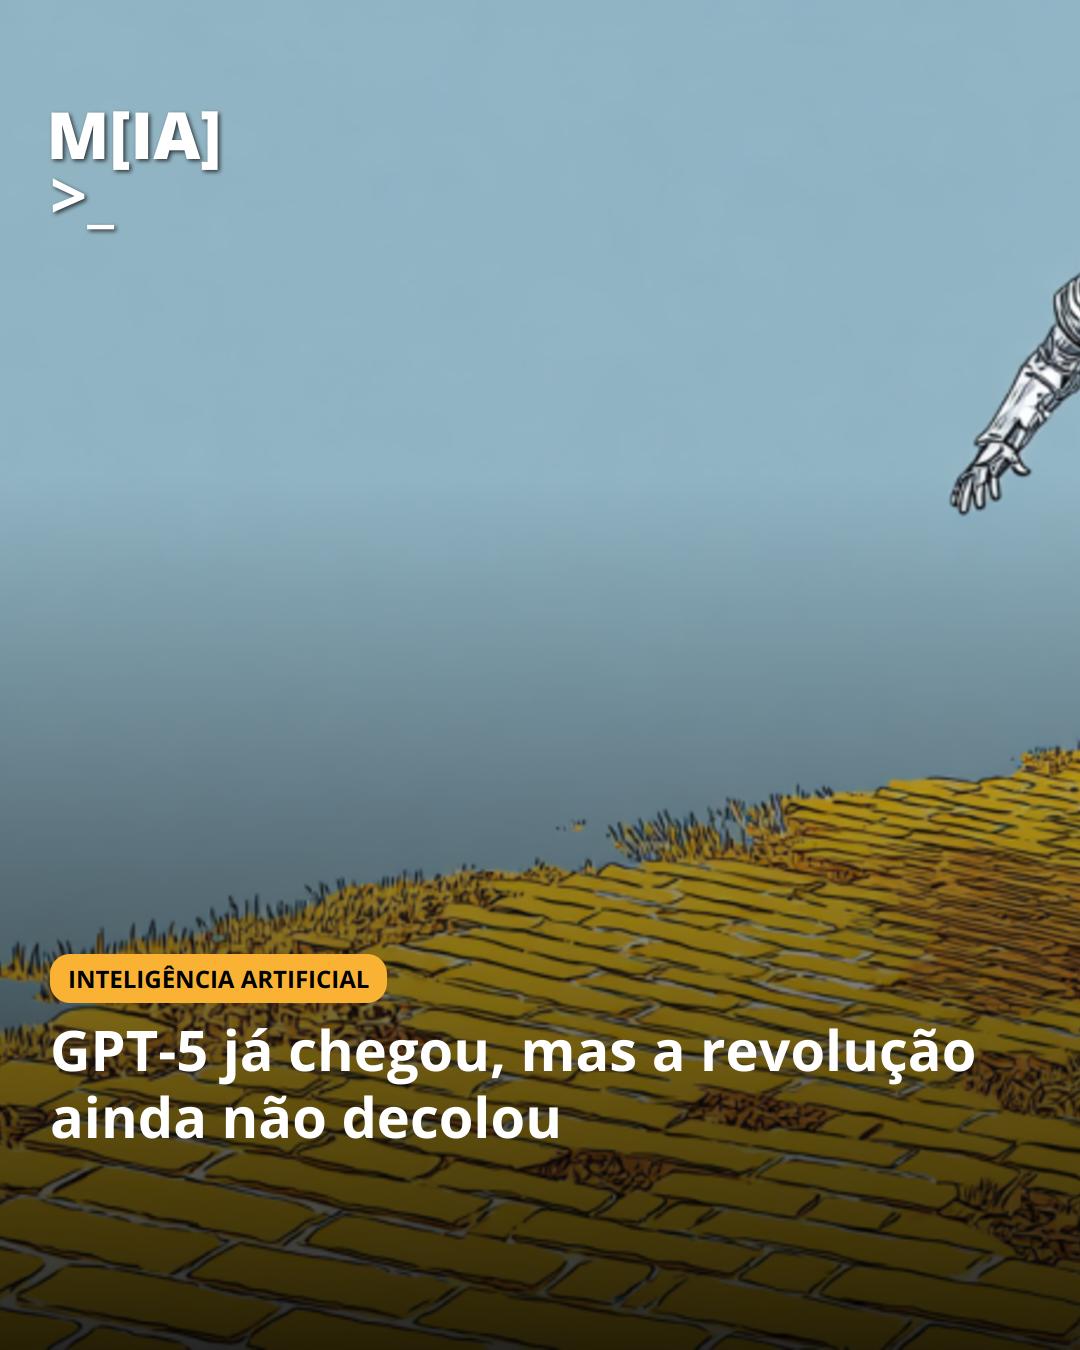 M[IA]
>_
INTELIGÊNCIA ARTIFICIAL
GPT-5 já chegou, mas a revolução
ainda não decolou